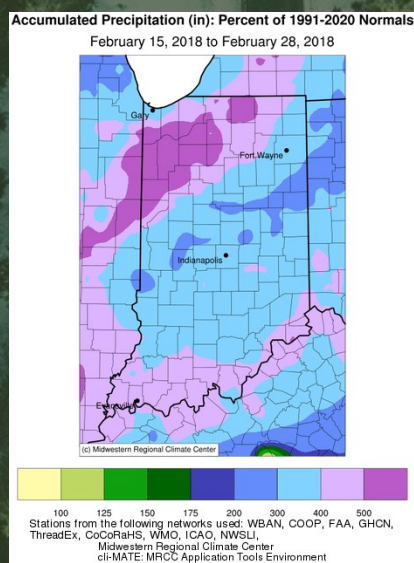 Accumulated Precipitation (in): Percent of 1991-2020 Normals
February 15, 2018 to February 28, 2018
Gary
Fort Wayne
Indianapolis
Evansville
(c) Midwestern Regional Climate Center
100 125 150 175 200 300 400 500
Stations from the following networks used: WBAN, COOP, FAA, GHCN,
ThreadEx, CoCoRaHS, WMO, ICAO, NWSLI,
Midwestern Regional Climate Center
cli-MATE: MRCC Application Tools Environment